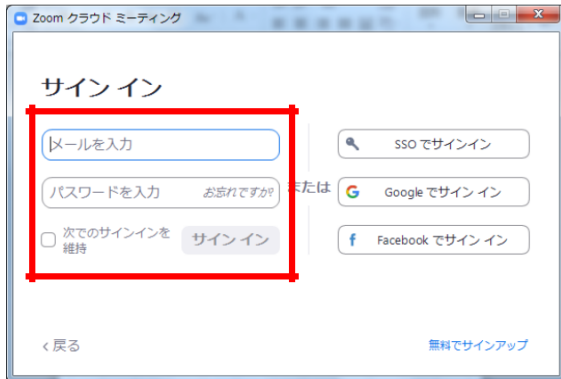 Zoom クラウド ミーティング
サイン イン
メールを入力
パスワードを入力 お忘れですか?
次でのサインインを
維持
サイン イン
または
SSO でサインイン
Google でサイン イン
Facebook でサイン イン
戻る
無料でサインアップ